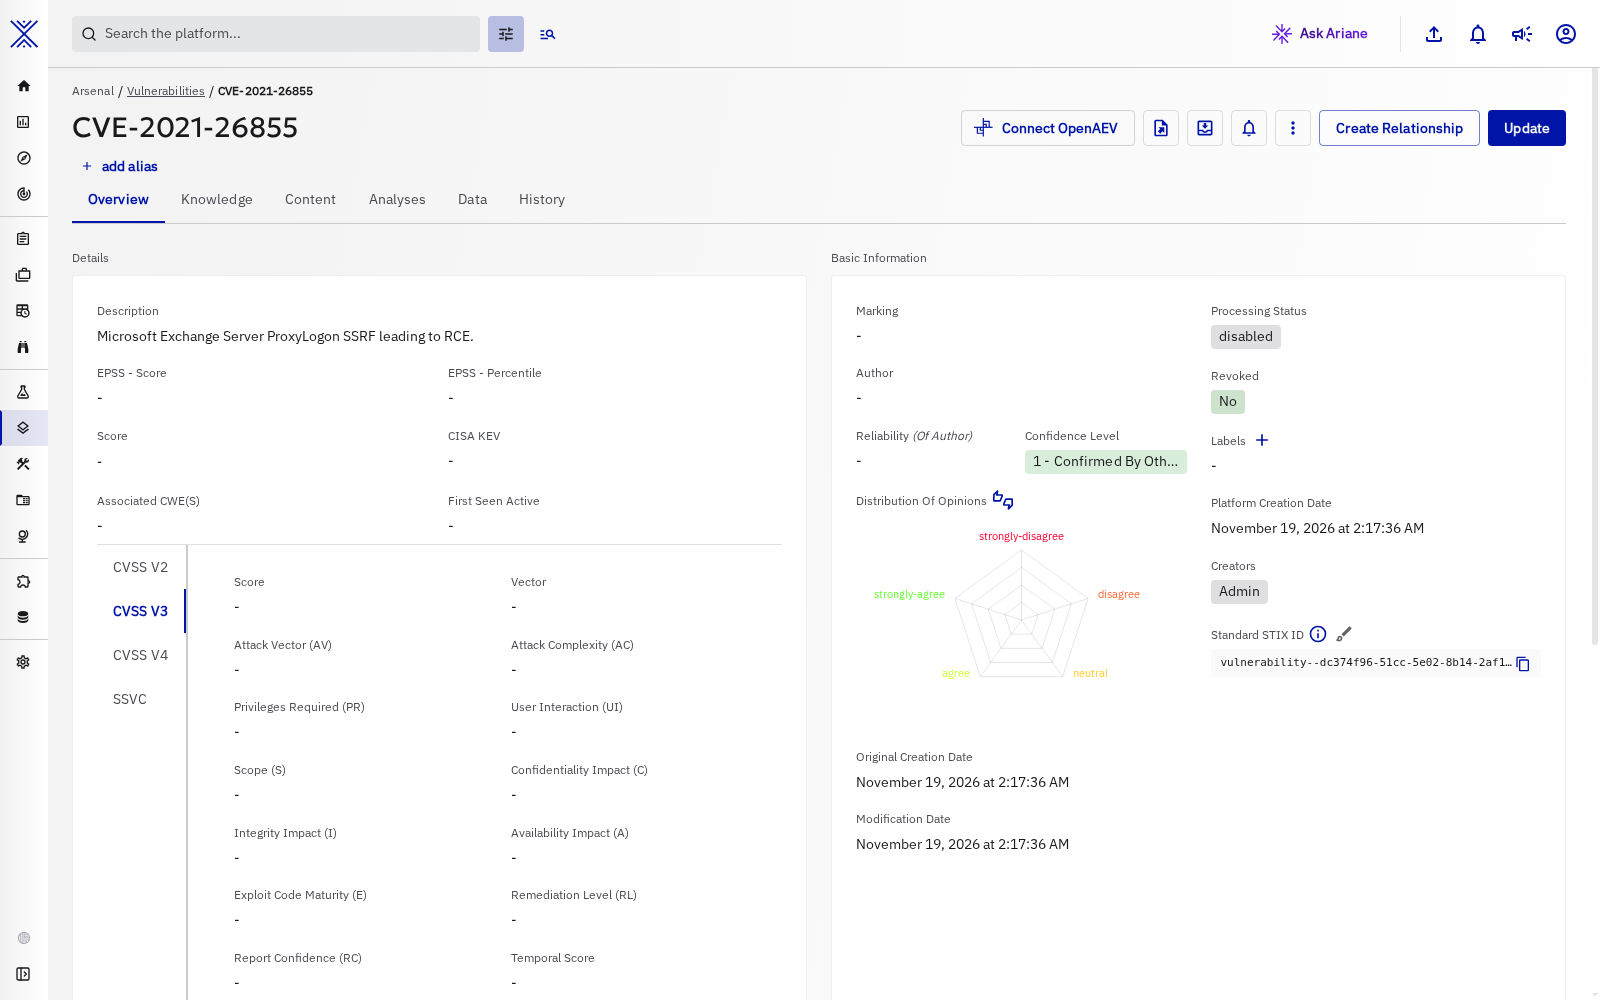 Search the platform...
Ask Ariane
Arsenal / Vulnerabilities / CVE-2021-26855
CVE-2021-26855
Connect OpenAEV
Create Relationship
Update
+ add alias
Overview
Knowledge
Content
Analyses
Data
History
Details
Description
Microsoft Exchange Server ProxyLogon SSRF leading to RCE.
EPSS - Score
EPSS - Percentile
-
-
Score
CISA KEV
-
-
Associated CWE(S)
First Seen Active
-
-
CVSS V2
CVSS V3
CVSS V4
SSVC
Score
Vector
-
-
Attack Vector (AV)
Attack Complexity (AC)
-
-
Privileges Required (PR)
User Interaction (UI)
-
-
Scope (S)
Confidentiality Impact (C)
-
-
Integrity Impact (I)
Availability Impact (A)
-
-
Exploit Code Maturity (E)
Remediation Level (RL)
-
-
Report Confidence (RC)
Temporal Score
-
-
Basic Information
Marking
-
Author
-
Reliability (Of Author)
Confidence Level
-
1 - Confirmed By Oth...
Distribution Of Opinions
strongly-disagree
strongly-agree
disagree
agree
neutral
Original Creation Date
November 19, 2026 at 2:17:36 AM
Modification Date
November 19, 2026 at 2:17:36 AM
Processing Status
disabled
Revoked
No
Labels +
-
Platform Creation Date
November 19, 2026 at 2:17:36 AM
Creators
Admin
Standard STIX ID
vulnerability--dc374f96-51cc-5e02-8b14-2af1…